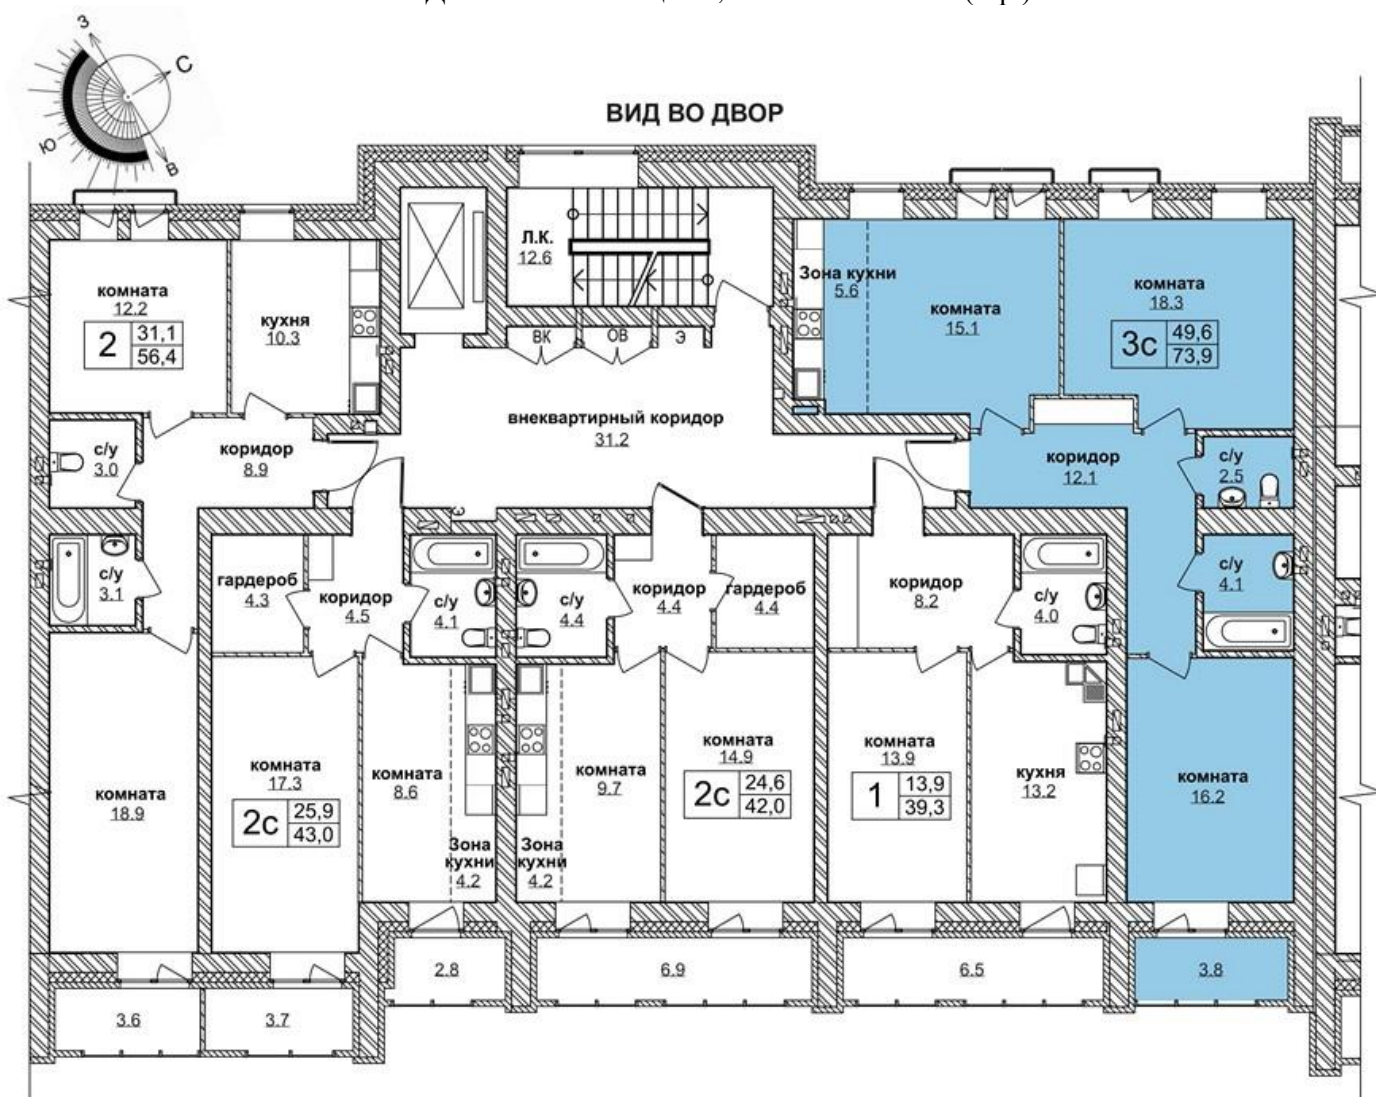 З
С
Ю
В
ВИД ВО ДВОР
комната
12.2
2
31,1
56,4
кухня
10.3
Л.К.
12.6
ВК
ОВ
Э
внеквартирный коридор
31.2
Зона кухни
5.6
комната
15.1
комната
18.3
3с
49,6
73,9
с/у
3.0
коридор
8.9
коридор
12.1
с/у
2.5
с/у
3.1
гардероб
4.3
коридор
4.5
с/у
4.1
с/у
4.4
коридор
4.4
гардероб
4.4
коридор
8.2
с/у
4.0
с/у
4.1
комната
18.9
комната
17.3
2с
25,9
43,0
комната
8.6
Зона
кухни
4.2
Зона
кухни
4.2
комната
9.7
комната
14.9
2с
24,6
42,0
комната
13.9
1
13,9
39,3
кухня
13.2
комната
16.2
2.8
6.9
6.5
3.8
3.6
3.7